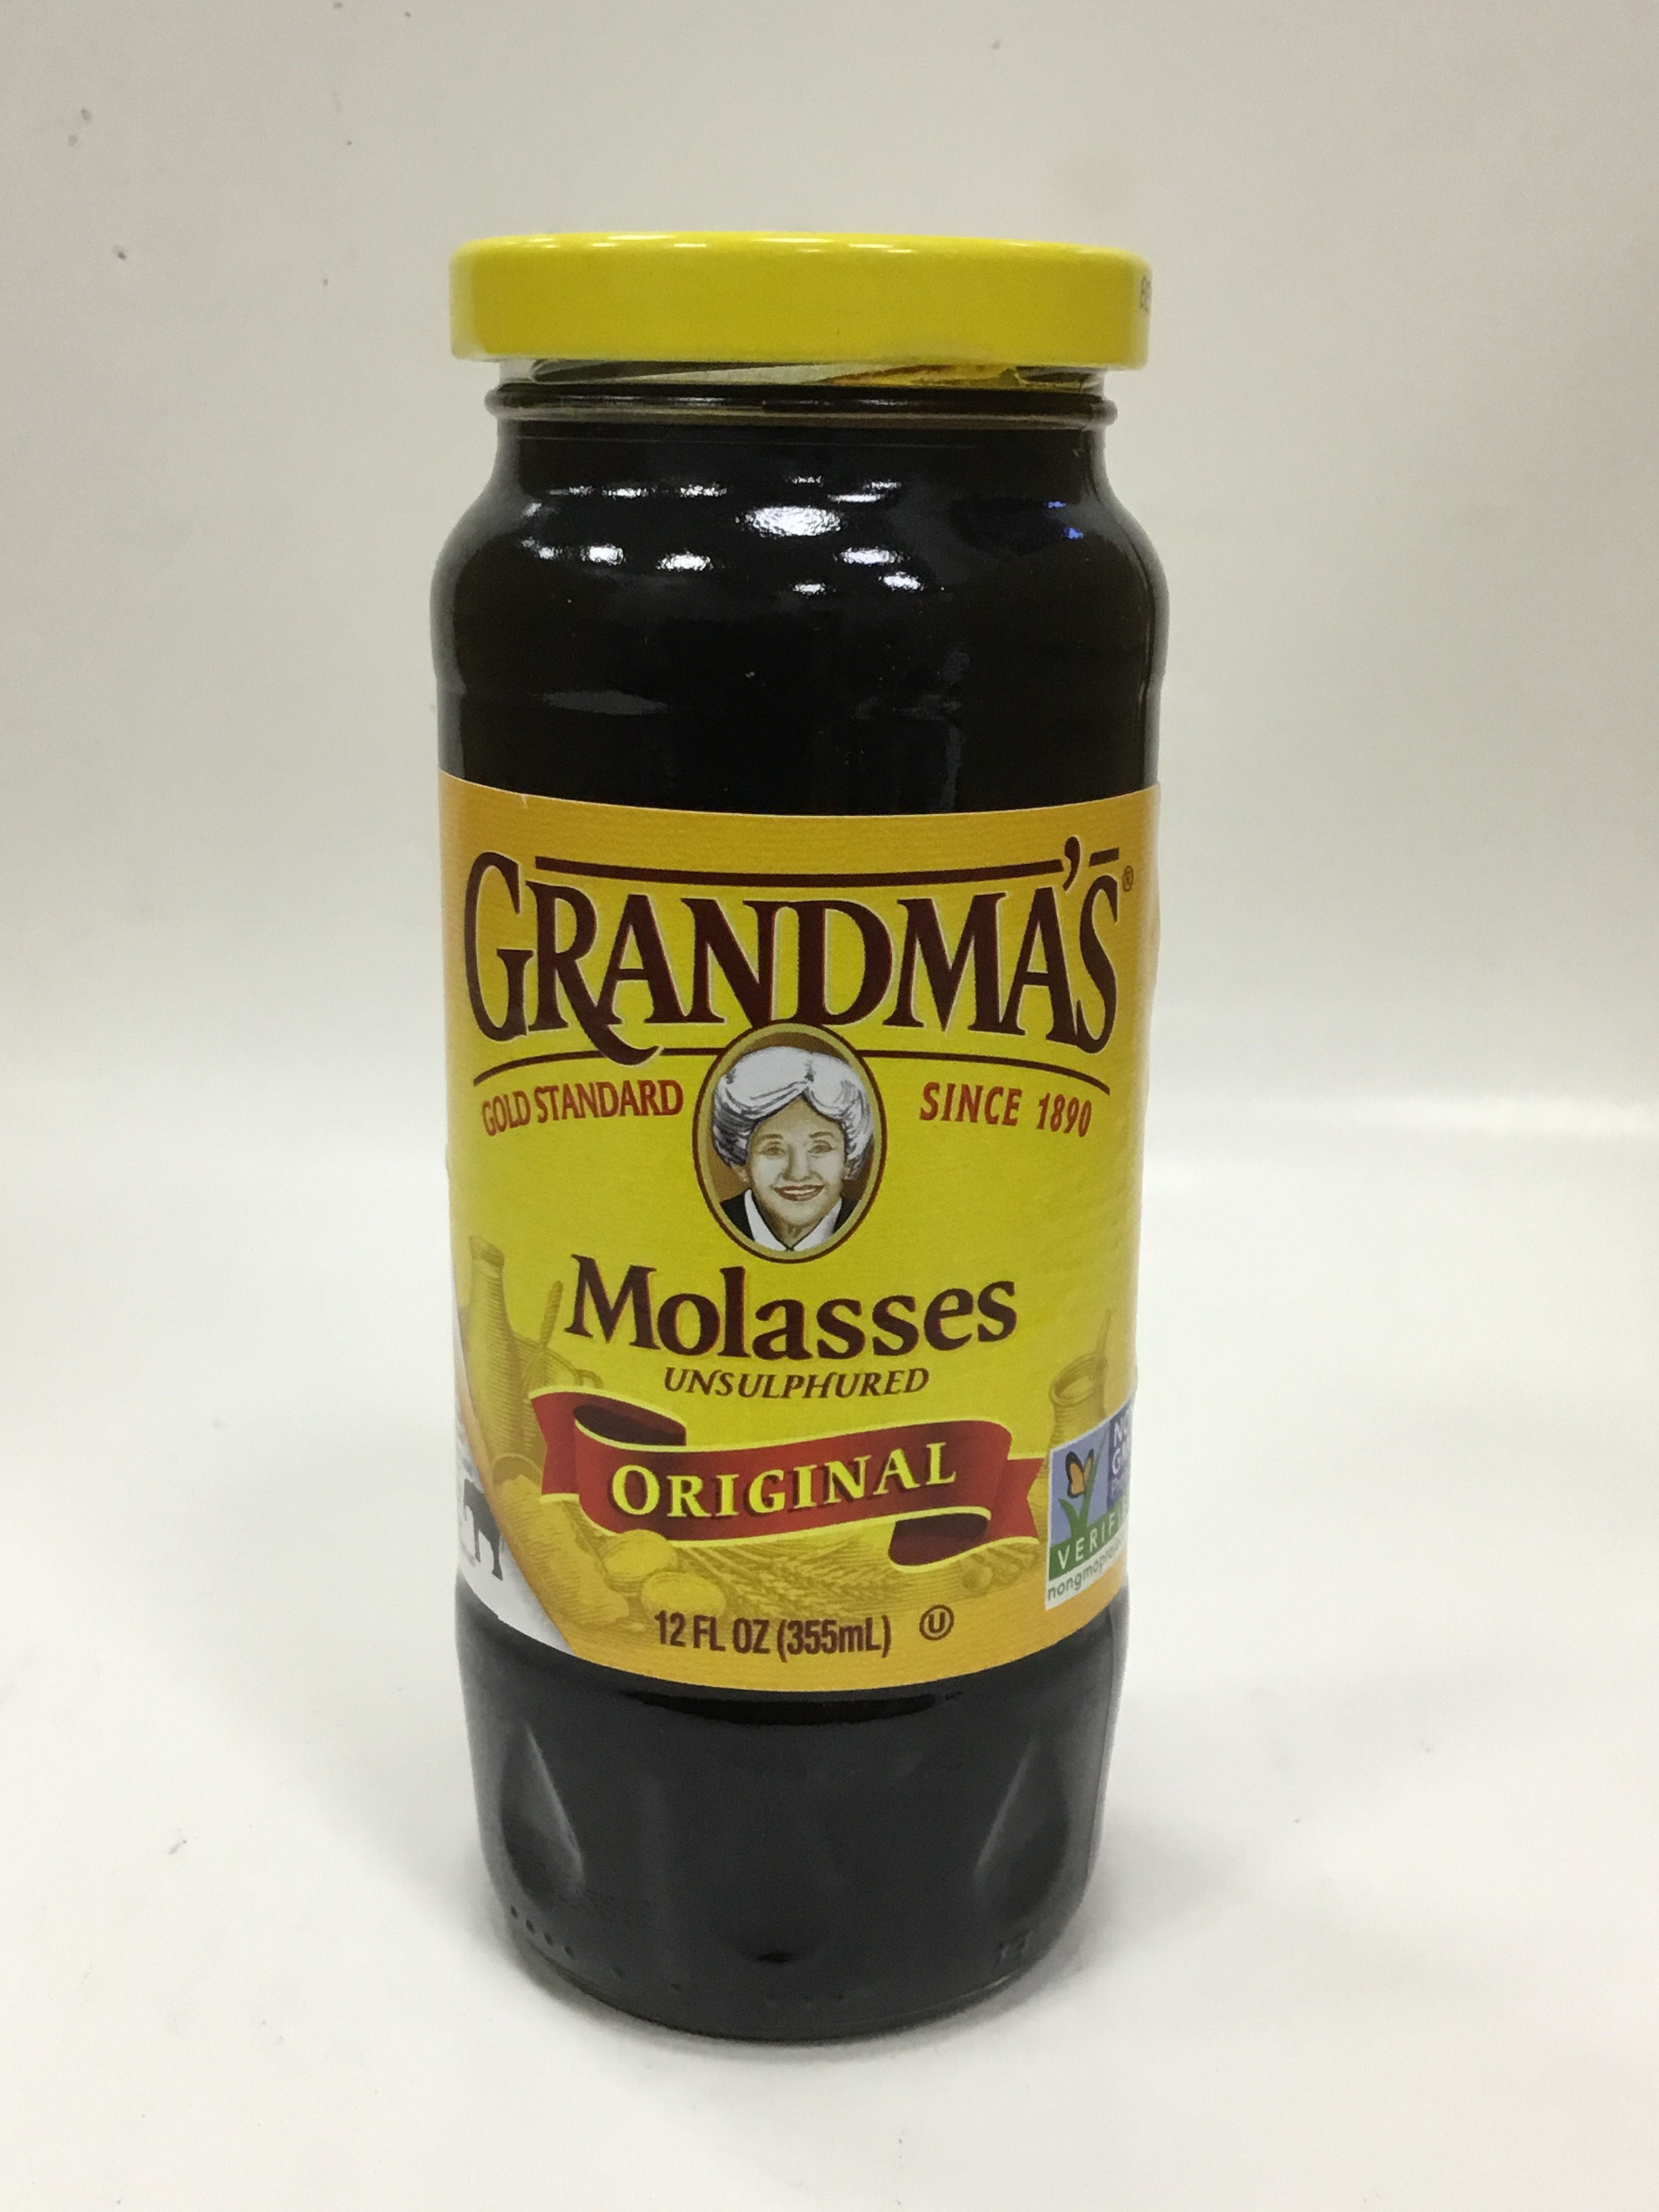 GRANDMA'S®
GOLD STANDARD
SINCE 1890
Molasses
UNSULPHURED
ORIGINAL
12 FL OZ (355mL) U